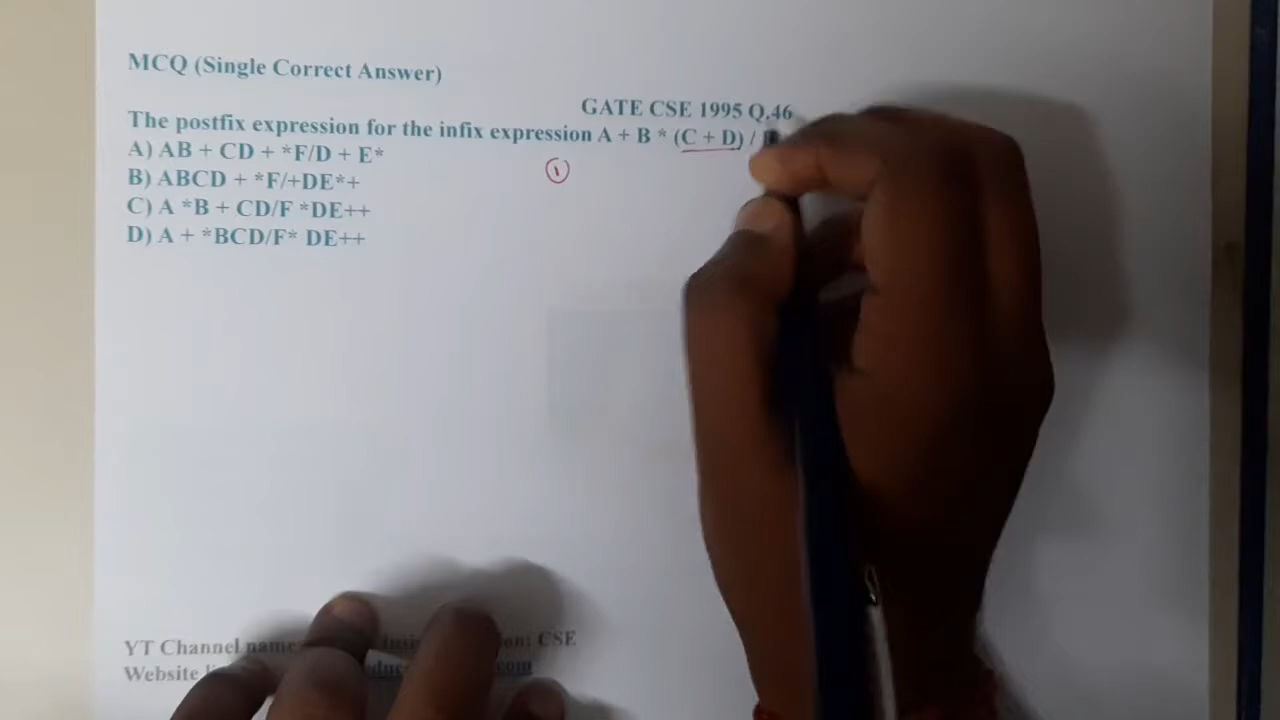 MCQ (Single Correct Answer)
GATE CSE 1995 Q.46
The postfix expression for the infix expression A + B * (C + D) /
A) AB + CD + *F/D + E*
①
B) ABCD + *F/+DE*+
C) A *B + CD/F *DE++
D) A + *BCD/F* DE++
YT Channel name CSE
Website